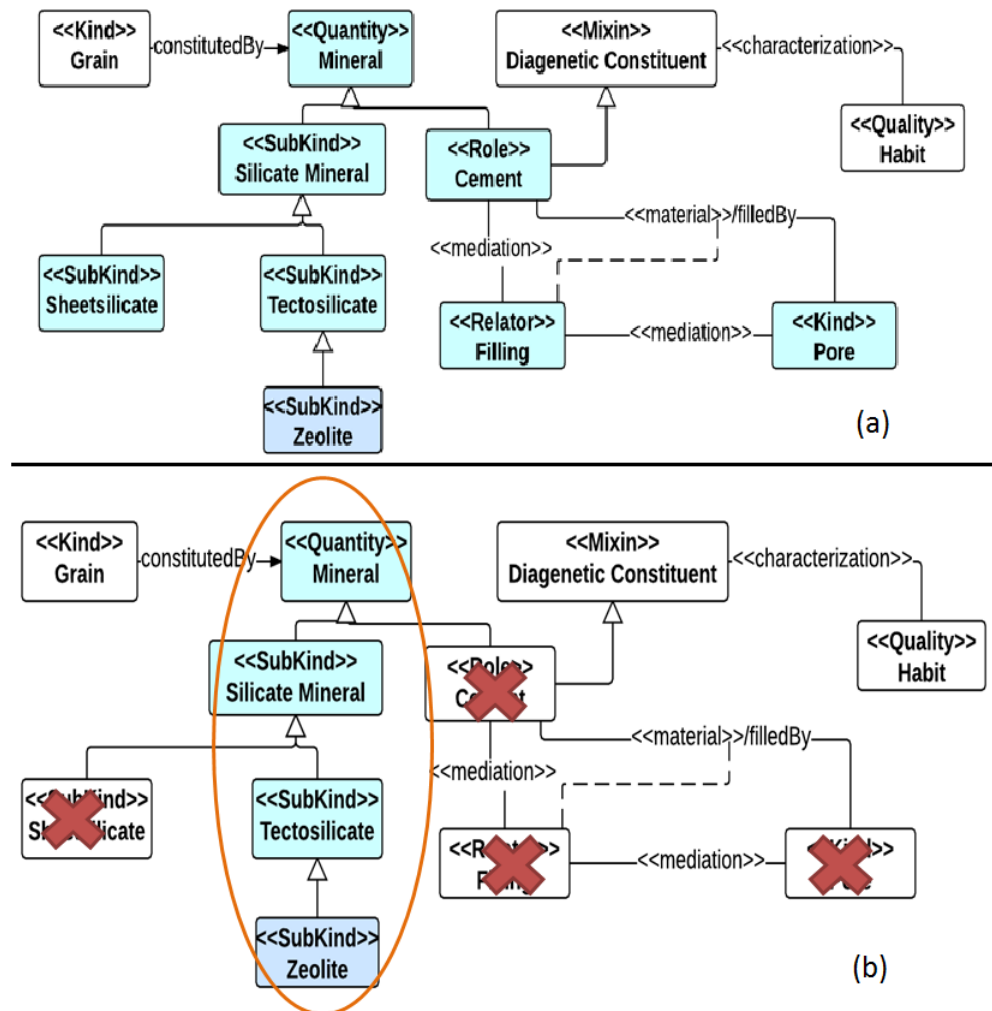 <<Kind>>
Grain
constitutedBy
<<Quantity>>
Mineral
<<Mixin>>
Diagenetic Constituent
<<characterization>>
<<Quality>>
Habit
<<SubKind>>
Silicate Mineral
<<Role>>
Cement
<<material>>/filledBy
<<mediation>>
<<SubKind>>
Sheetsilicate
<<SubKind>>
Tectosilicate
<<Relator>>
Filling
<<mediation>>
<<Kind>>
Pore
<<SubKind>>
Zeolite
(a)
<<Kind>>
Grain
constitutedBy
<<Quantity>>
Mineral
<<Mixin>>
Diagenetic Constituent
<<characterization>>
<<Quality>>
Habit
<<SubKind>>
Silicate Mineral
<<material>>/filledBy
<<mediation>>
<<SubKind>>
Tectosilicate
<<mediation>>
<<SubKind>>
Zeolite
(b)